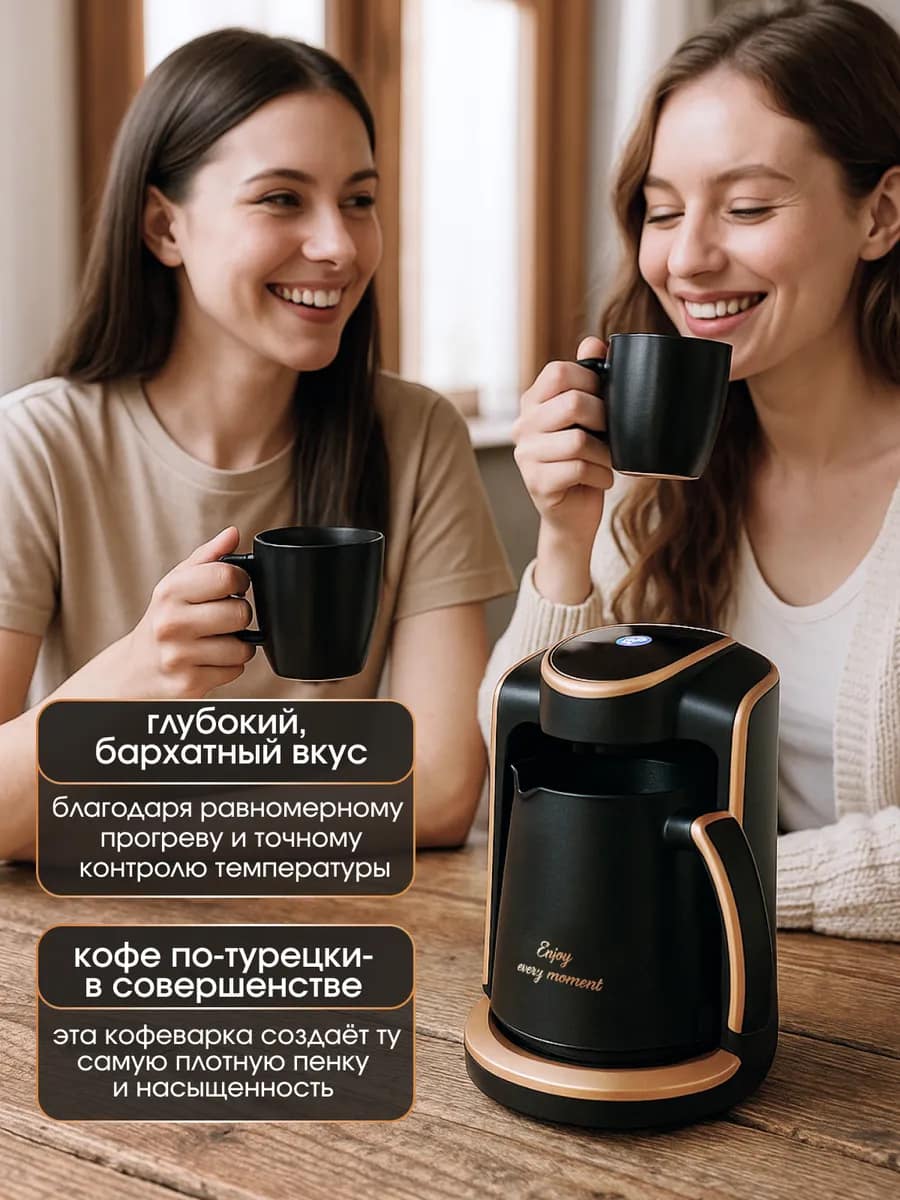 глубокий,
бархатный вкус
благодаря равномерному
прогреву и точному
контролю температуры
кофе по-турецки-
в совершенстве
эта кофеварка создаёт ту
самую плотную пенку
и насыщенность
Enjoy
every moment